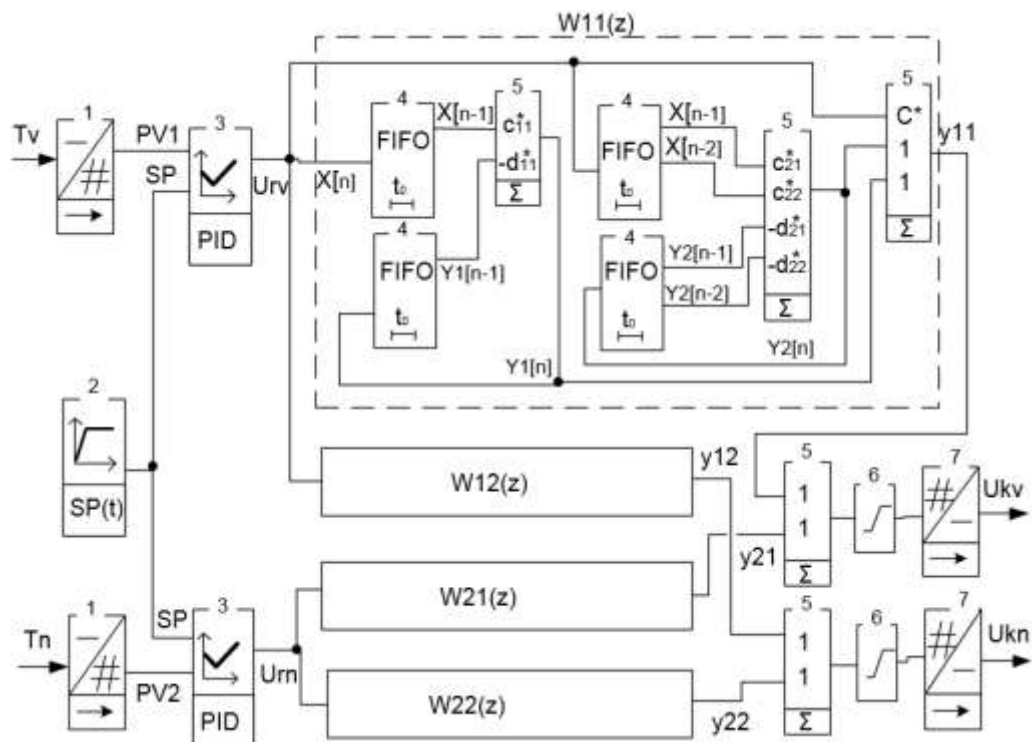 W11(z)
1
Tv
#
PV1
SP
3
PID
Urv
X[n]
4
FIFO
t₀
X[n-1]
5
c*11
-d*11
Σ
4
FIFO
t₀
Y1[n-1]
Y1[n]
4
FIFO
t₀
X[n-1]
X[n-2]
5
c*21
c*22
-d*21
-d*22
Σ
4
FIFO
t₀
Y2[n-1]
Y2[n-2]
Y2[n]
5
C*
1
1
Σ
y11
2
SP(t)
W12(z)
y12
W21(z)
y21
W22(z)
y22
5
1
1
Σ
6
7
#
Ukv
1
Tn
#
SP
PV2
3
PID
Urn
5
1
1
Σ
6
7
#
Ukn